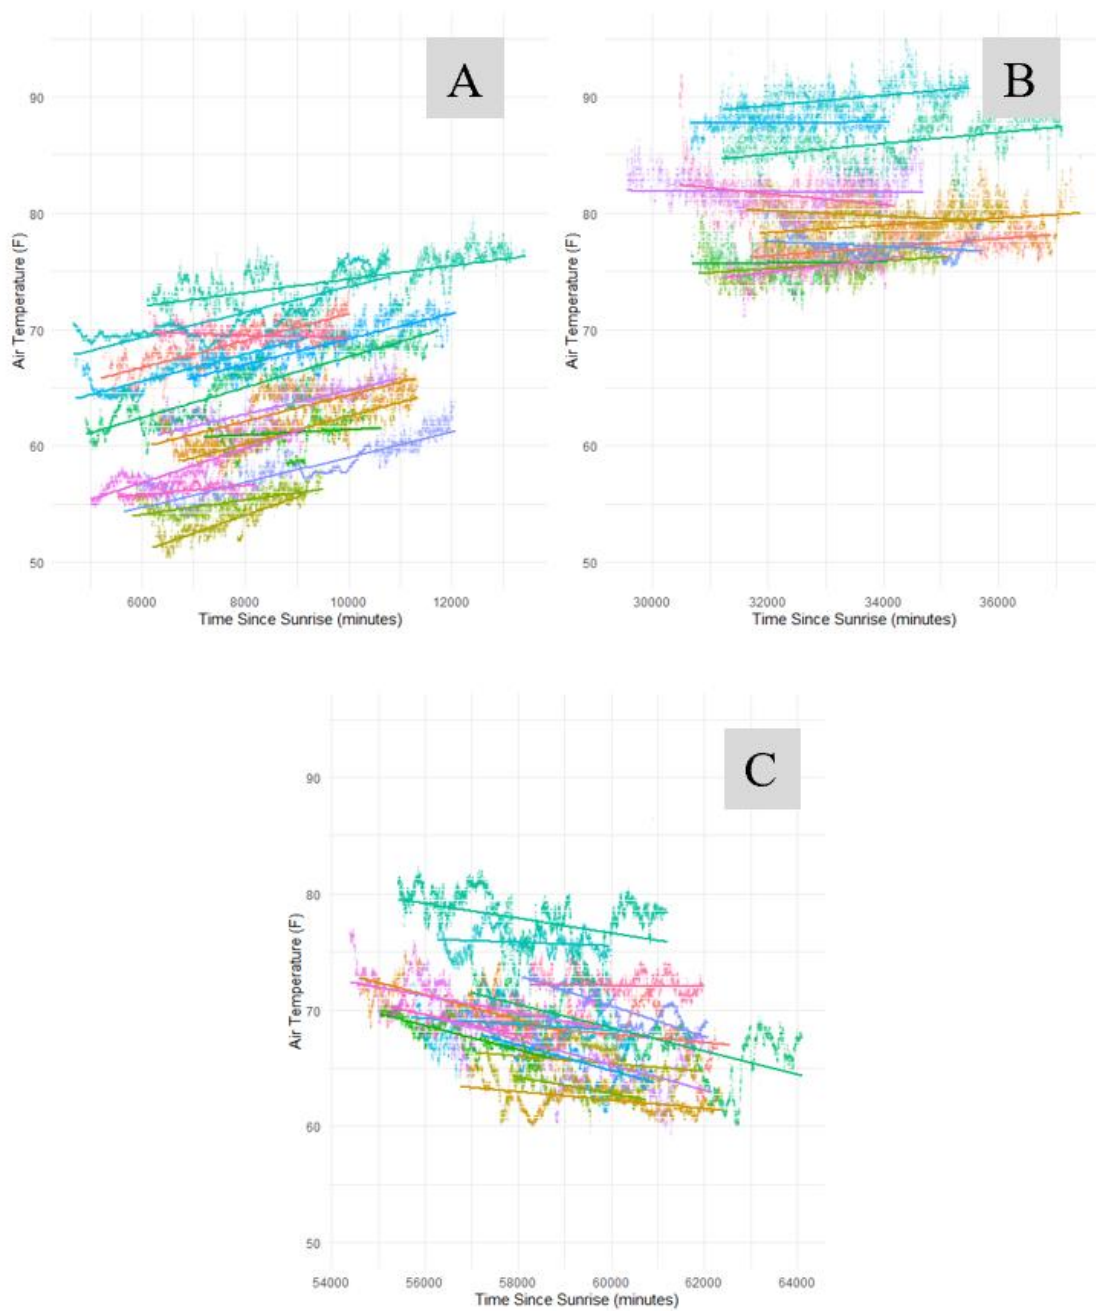 A
B
90
80
70
60
50
Air Temperature (F)
6000 8000 10000 12000
Time Since Sunrise (minutes)
90
80
70
60
50
Air Temperature (F)
30000 32000 34000 36000
Time Since Sunrise (minutes)
C
90
80
70
60
50
Air Temperature (F)
54000 56000 58000 60000 62000 64000
Time Since Sunrise (minutes)